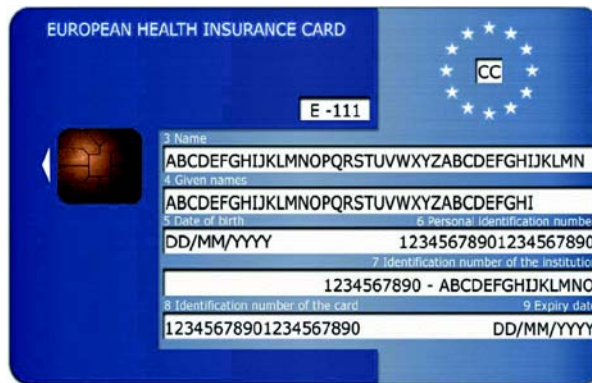 EUROPEAN HEALTH INSURANCE CARD
CC
E -111
3 Name
ABCDEFGHIJKLMNOPQRSTUVWXYZABCDEFGHIJKLMN
4 Given names
ABCDEFGHIJKLMNOPQRSTUVWXYZABCDEFGHI
5 Date of birth 6 Personal identification number
DD/MM/YYYY 12345678901234567890
7 Identification number of the institution
1234567890 - ABCDEFGHIJKLMNO
8 Identification number of the card 9 Expiry date
12345678901234567890 DD/MM/YYYY